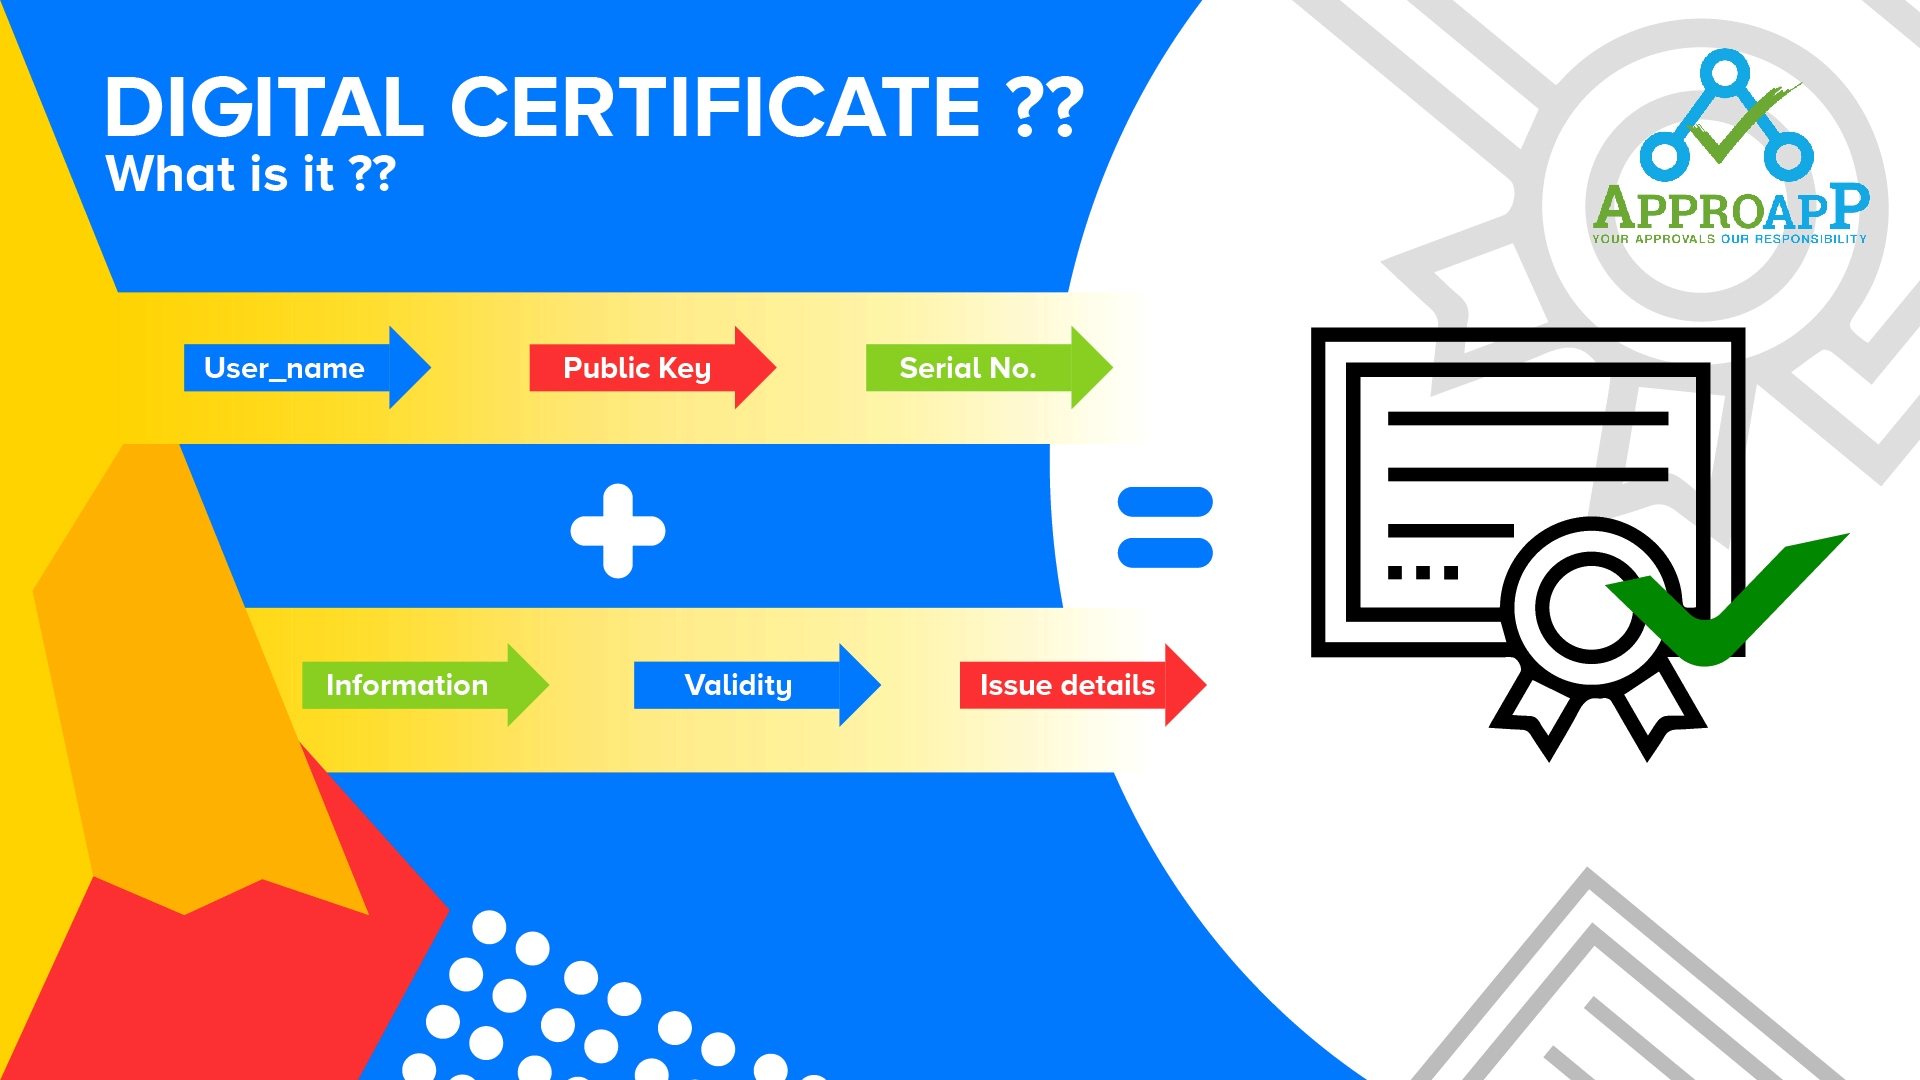 DIGITAL CERTIFICATE ??
What is it ??
APPROAPP
YOUR APPROVALS OUR RESPONSIBILITY
User_name
Public Key
Serial No.
Information
Validity
Issue details